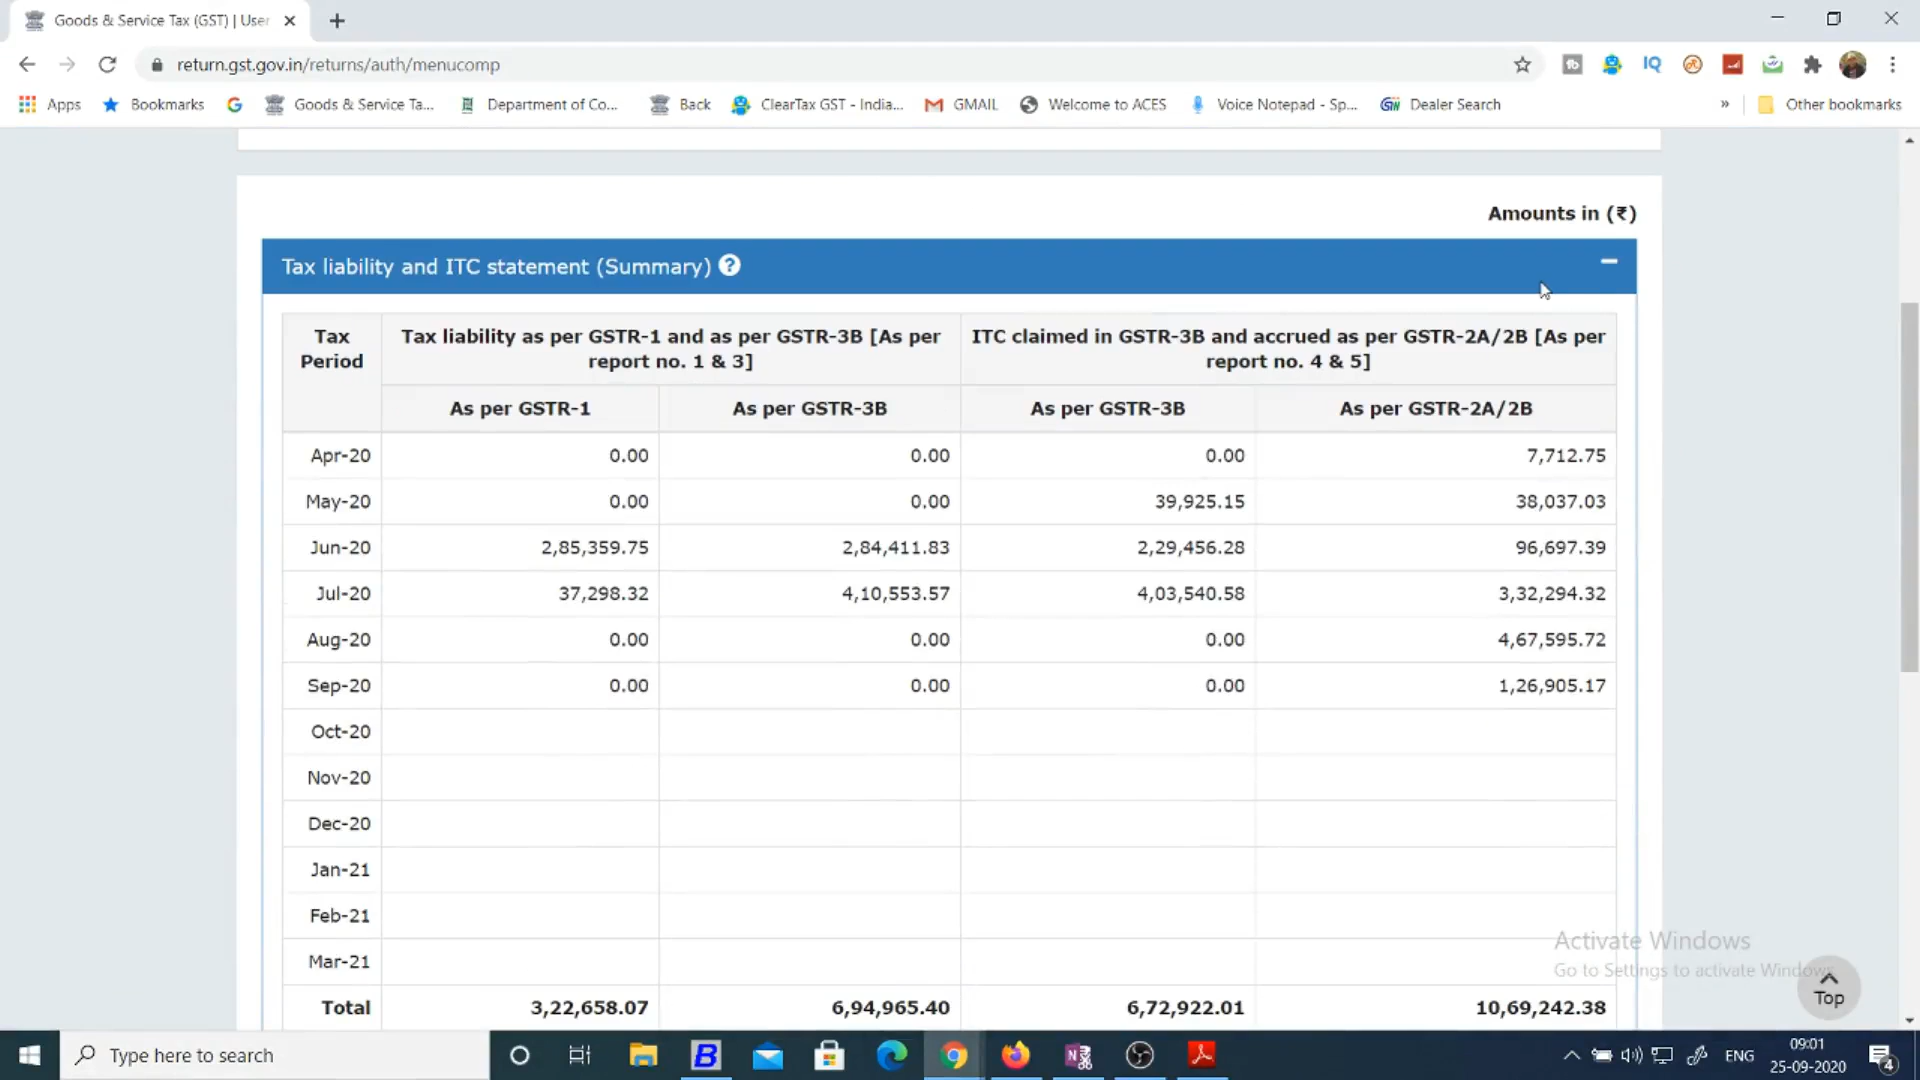 Goods & Service Tax (GST) | User
return.gst.gov.in/returns/auth/menucomp
IQ
Apps Bookmarks Goods & Service Ta... Department of Co... Back ClearTax GST - India... GMAIL Welcome to ACES Voice Notepad - Sp... Dealer Search » Other bookmarks
Amounts in (₹)
Tax liability and ITC statement (Summary) ?
Tax Period
Tax liability as per GSTR-1 and as per GSTR-3B [As per report no. 1 & 3]
ITC claimed in GSTR-3B and accrued as per GSTR-2A/2B [As per report no. 4 & 5]
As per GSTR-1 As per GSTR-3B As per GSTR-3B As per GSTR-2A/2B
Apr-20 0.00 0.00 0.00 7,712.75
May-20 0.00 0.00 39,925.15 38,037.03
Jun-20 2,85,359.75 2,84,411.83 2,29,456.28 96,697.39
Jul-20 37,298.32 4,10,553.57 4,03,540.58 3,32,294.32
Aug-20 0.00 0.00 0.00 4,67,595.72
Sep-20 0.00 0.00 0.00 1,26,905.17
Oct-20
Nov-20
Dec-20
Jan-21
Feb-21
Mar-21
Total 3,22,658.07 6,94,965.40 6,72,922.01 10,69,242.38
Activate Windows
Go to Settings to activate Windows.
Top
Type here to search
ENG
09:01
25-09-2020
4